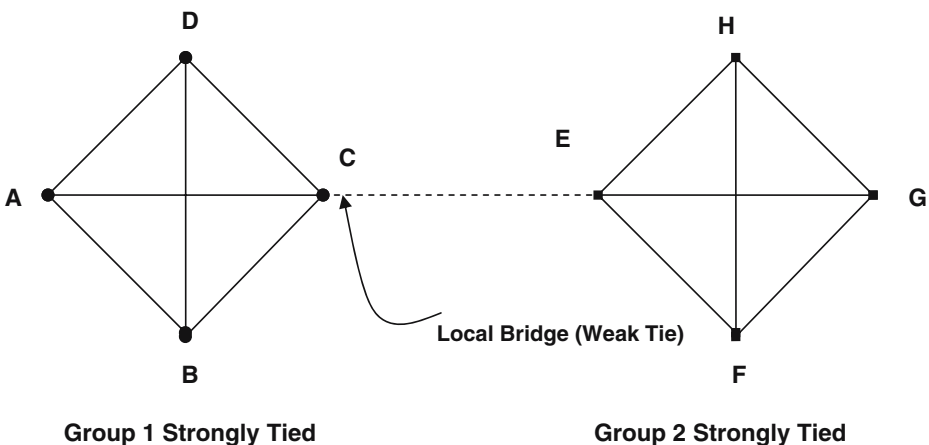 D
H
E
C
A
G
Local Bridge (Weak Tie)
B
F
Group 1 Strongly Tied
Group 2 Strongly Tied